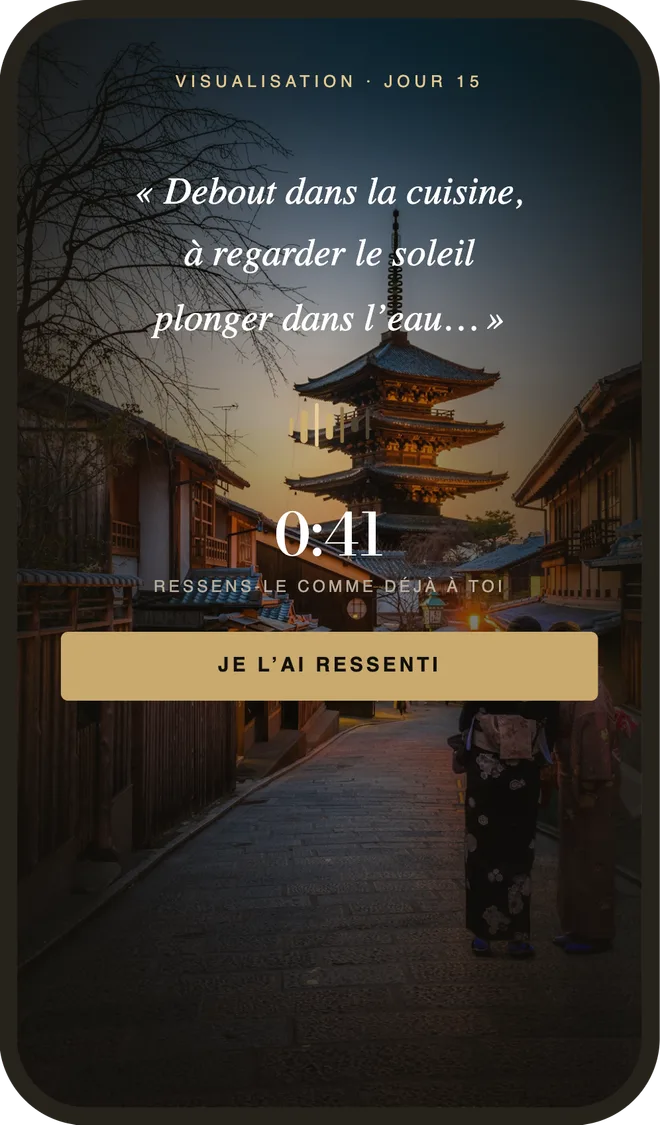 VISUALISATION · JOUR 15
« Debout dans la cuisine,
à regarder le soleil
plonger dans l’eau… »
0:41
RESSENS-LE COMME DÉJÀ À TOI
JE L’AI RESSENTI